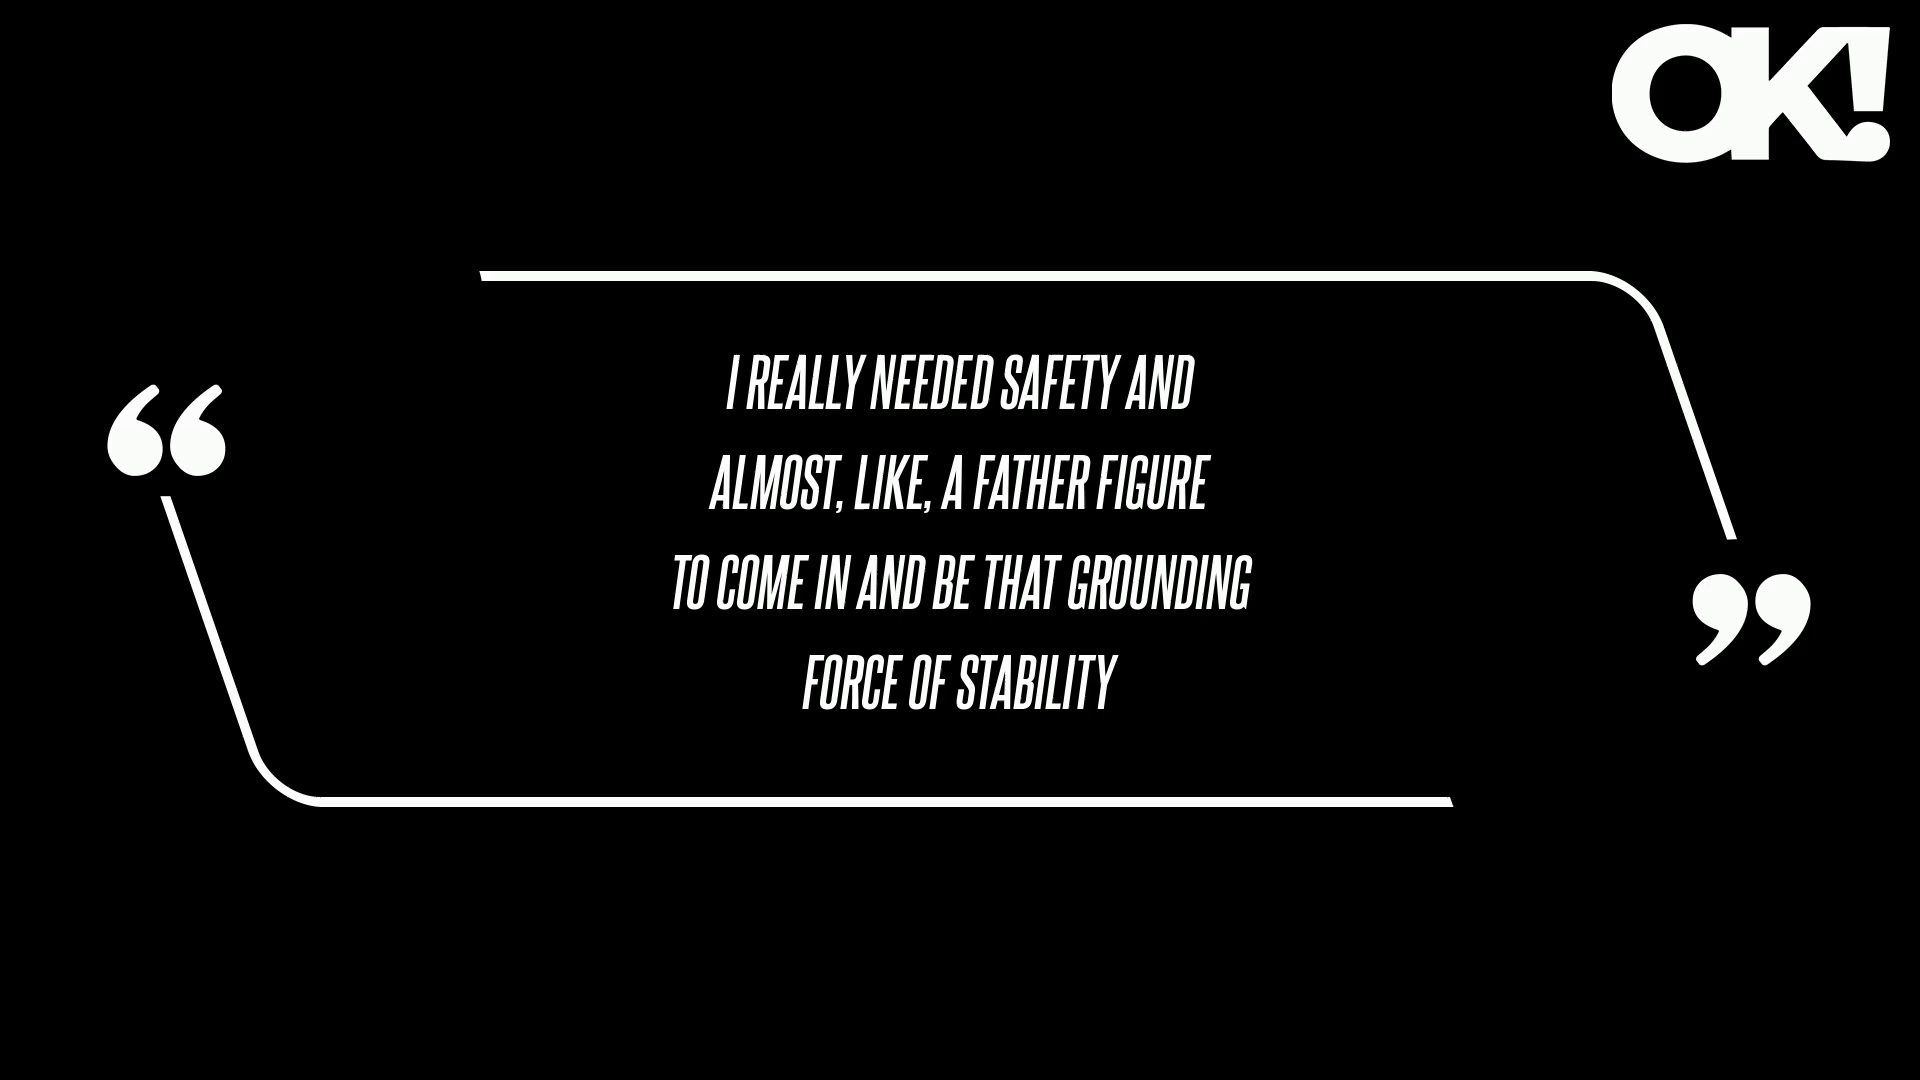 OK!
“
I REALLY NEEDED SAFETY AND
ALMOST, LIKE, A FATHER FIGURE
TO COME IN AND BE THAT GROUNDING
FORCE OF STABILITY
”